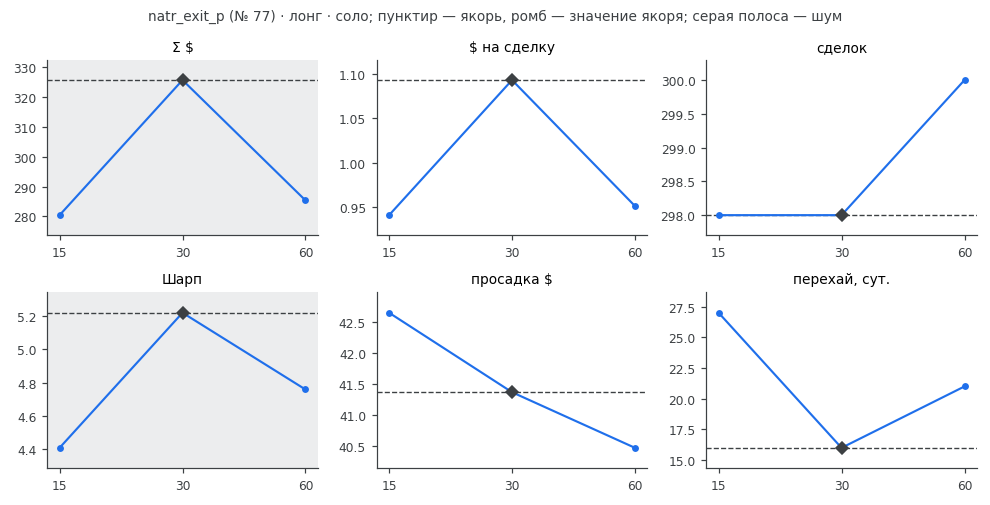 natr_exit_p (№ 77) · лонг · соло; пунктир — якорь, ромб — значение якоря; серая полоса — шум
Σ $
330
320
310
300
290
280
15 30 60
$ на сделку
1.10
1.05
1.00
0.95
15 30 60
сделок
300.0
299.5
299.0
298.5
298.0
15 30 60
Шарп
5.2
5.0
4.8
4.6
4.4
15 30 60
просадка $
42.5
42.0
41.5
41.0
40.5
15 30 60
перехай, сут.
27.5
25.0
22.5
20.0
17.5
15.0
15 30 60